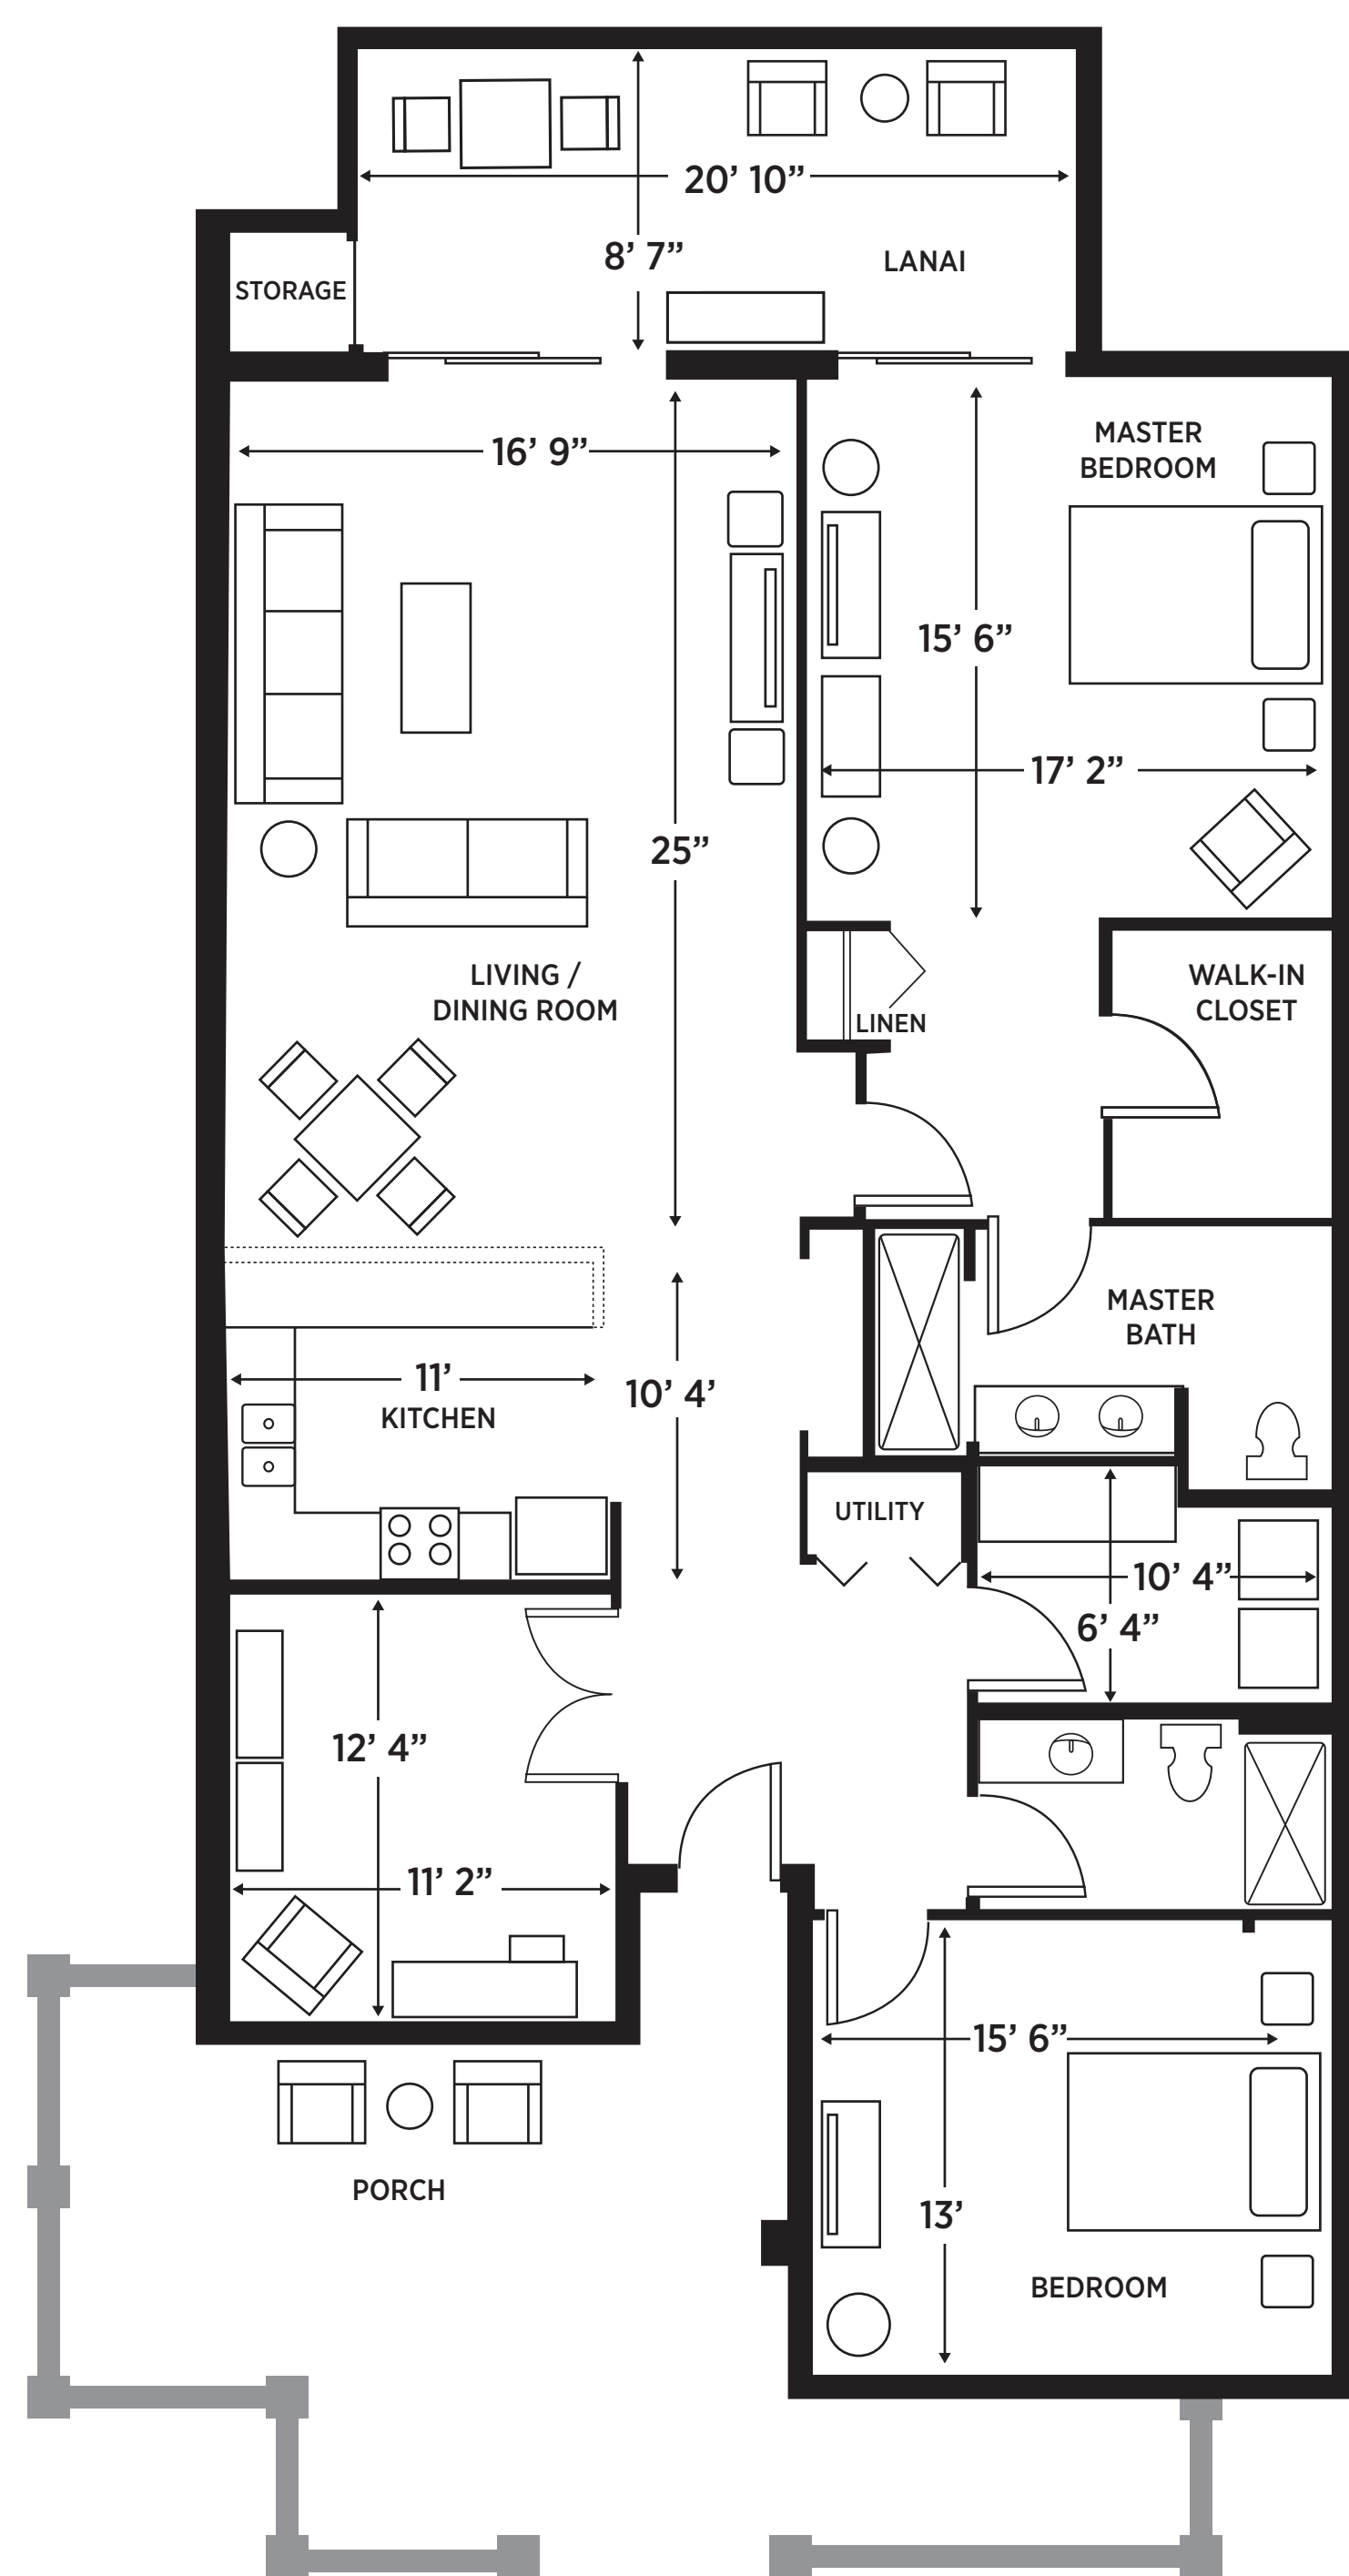 20’ 10”
8’ 7”
LANAI
STORAGE
16’ 9”
MASTER
BEDROOM
15’ 6”
17’ 2”
25”
LIVING /
DINING ROOM
WALK-IN
CLOSET
LINEN
MASTER
BATH
11’
KITCHEN
10’ 4’
UTILITY
10’ 4”
6’ 4”
12’ 4”
11’ 2”
15’ 6”
PORCH
13’
BEDROOM